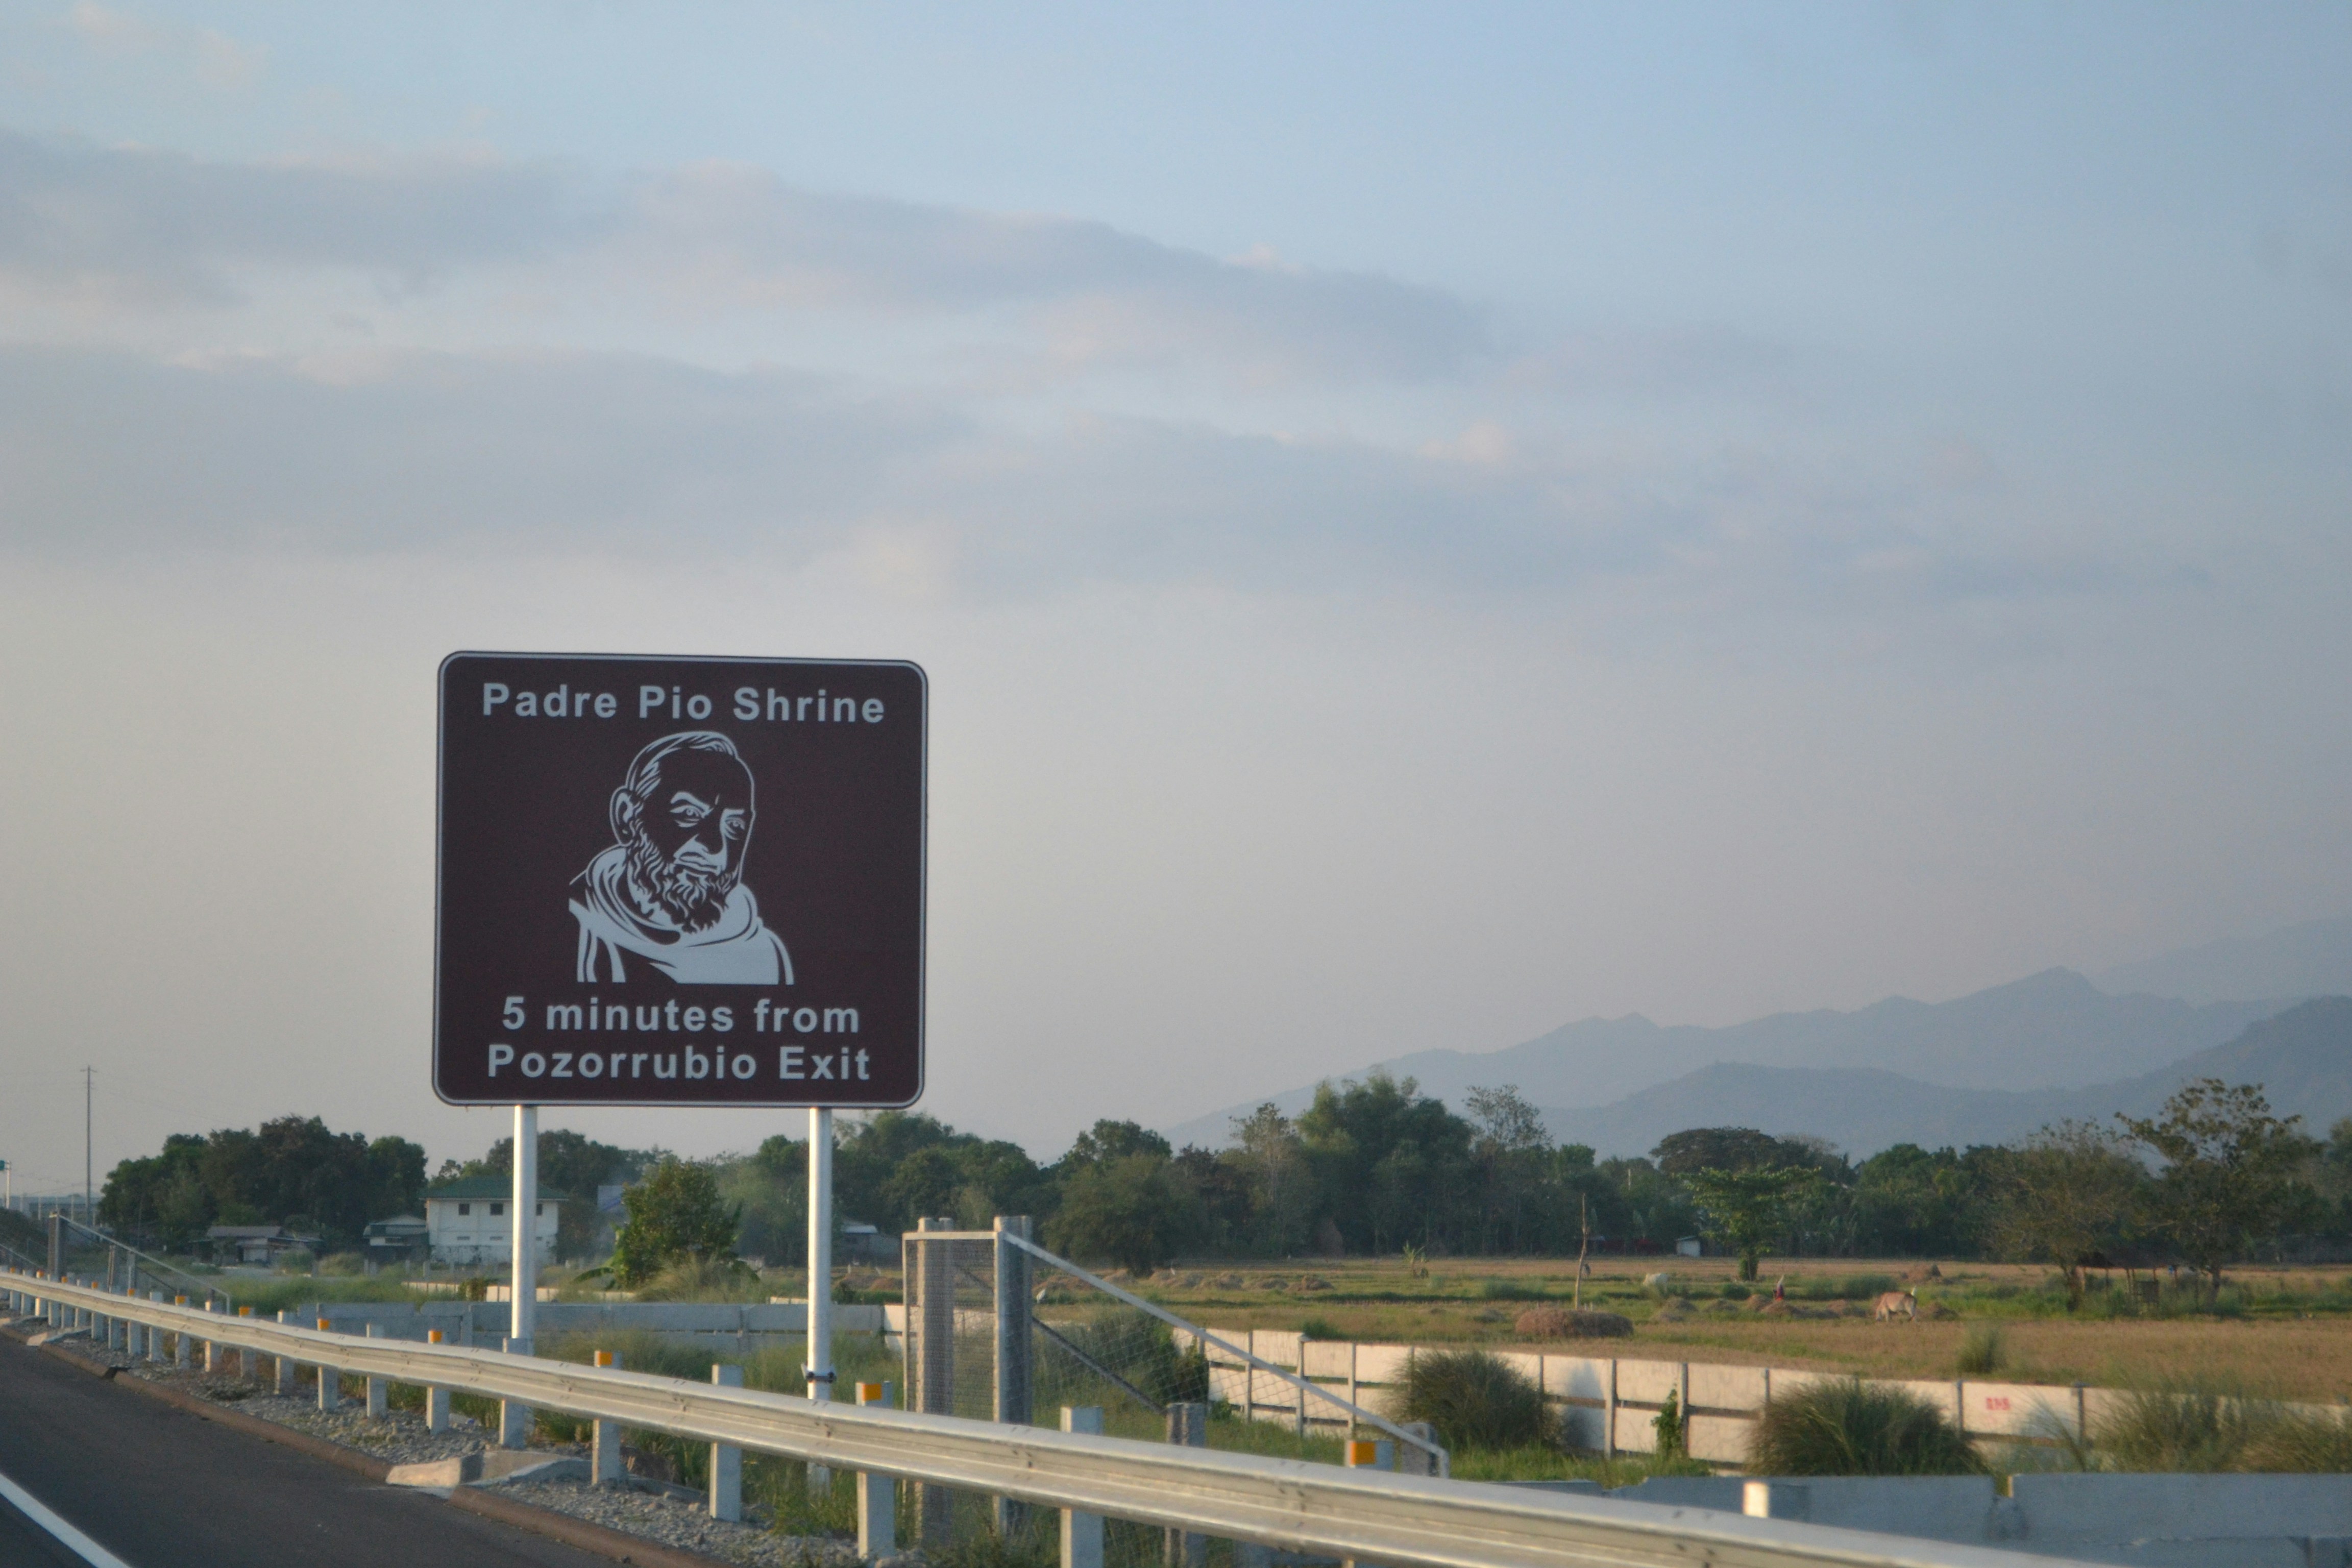 Padre Pio Shrine
5 minutes from
Pozorrubio Exit